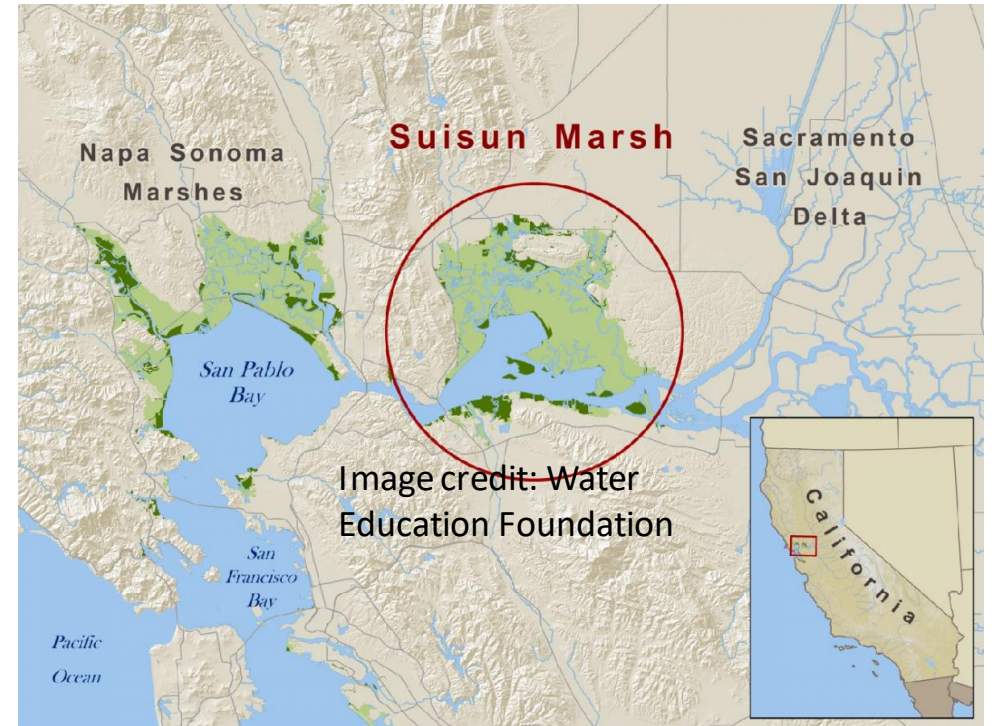 Napa Sonoma
Marshes
Suisun Marsh
Sacramento
San Joaquin
Delta
San Pablo
Bay
Image credit: Water
Education Foundation
San
Francisco
Bay
Pacific
Ocean
California